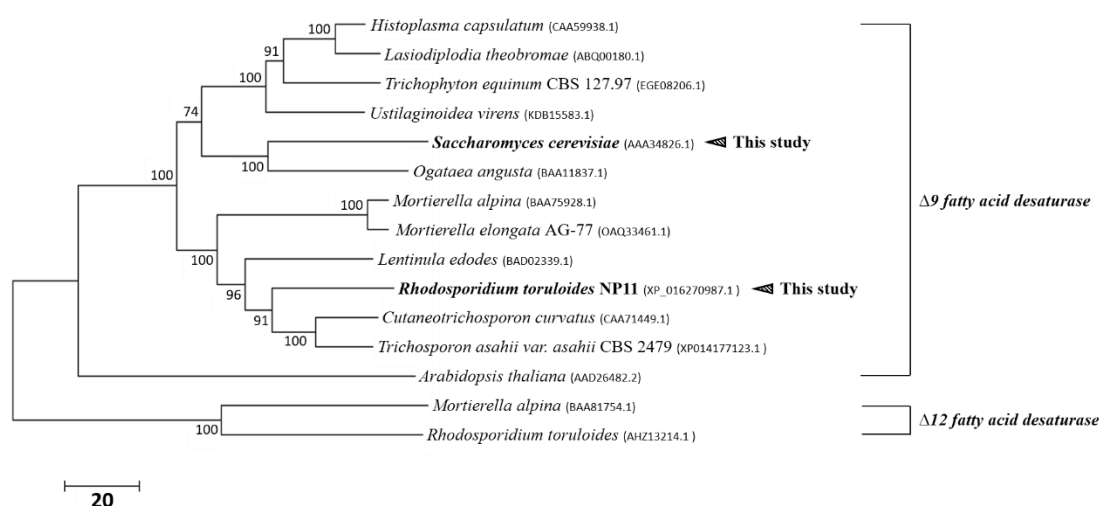 Histoplasma capsulatum (CAA59938.1)
100
Lasiodiplodia theobromae (ABQ00180.1)
91
Trichophyton equinum CBS 127.97 (EGE08206.1)
100
Ustilaginoidea virens (KDB15583.1)
74
Saccharomyces cerevisiae (AAA34826.1) This study
100
Ogataea angusta (BAA11837.1)
100
Δ9 fatty acid desaturase
Mortierella alpina (BAA75928.1)
100
Mortierella elongata AG-77 (OAQ33461.1)
100
Lentinula edodes (BAD02339.1)
96
Rhodosporidium toruloides NP11 (XP_016270987.1 ) This study
91
Cutaneotrichosporon curvatus (CAA71449.1)
100
Trichosporon asahii var. asahii CBS 2479 (XP014177123.1 )
Arabidopsis thaliana (AAD26482.2)
Mortierella alpina (BAA81754.1)
100
Δ12 fatty acid desaturase
Rhodosporidium toruloides (AHZ13214.1 )
20